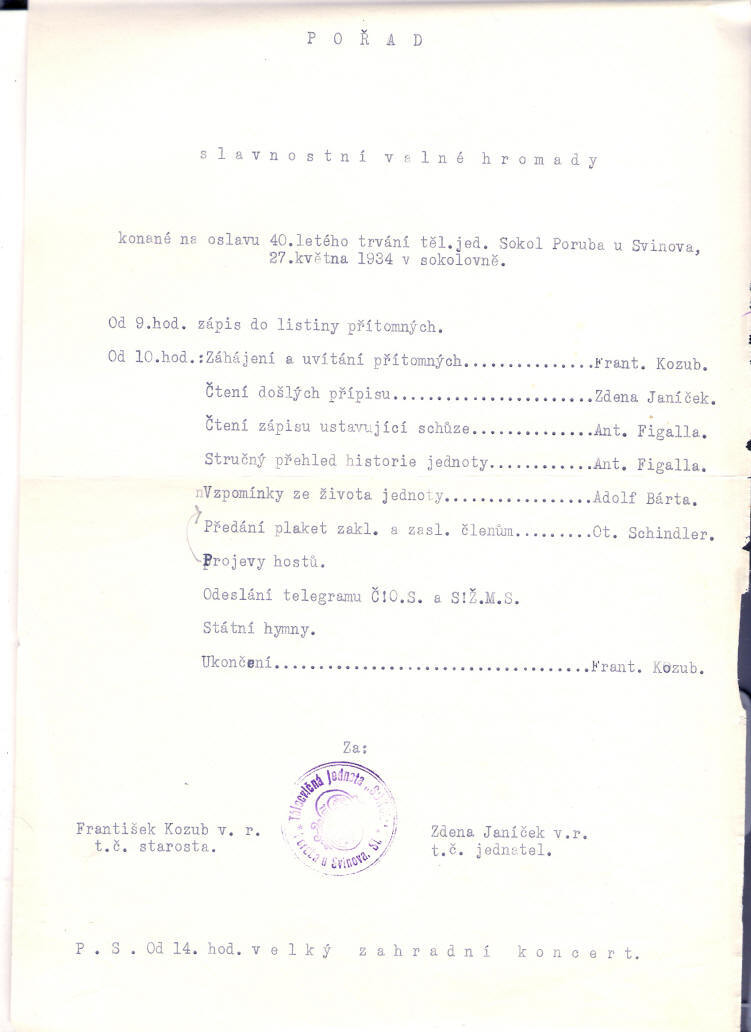 P O Ř A D
s l a v n o s t n í  v a l n é  h r o m a d y
konané na oslavu 40.letého trvání těl.jed. Sokol Poruba u Svinova,
27.května 1934 v sokolovně.
Od 9.hod. zápis do listiny přítomných.
Od 10.hod.:Záhájení a uvítání přítomných...............Frant. Kozub.
Čtení došlých přípisu.......................Zdena Janíček.
Čtení zápisu ustavující schůze..............Ant. Figalla.
Stručný přehled historie jednoty............Ant. Figalla.
nVzpomínky ze života jednoty.................Adolf Bárta.
Předání plaket zakl. a zasl. členům.........Ot. Schindler.
Projevy hostů.
Odeslání telegramu Č!O.S. a S!Ž.M.S.
Státní hymny.
Ukončení....................................Frant. Kozub.
Za:
Tělocvičná jednota
Poruba u Svinova, Sl.
František Kozub v. r.
t.č. starosta.
Zdena Janíček v.r.
t.č. jednatel.
P . S . Od 14. hod. v e l k ý  z a h r a d n í  k o n c e r t.